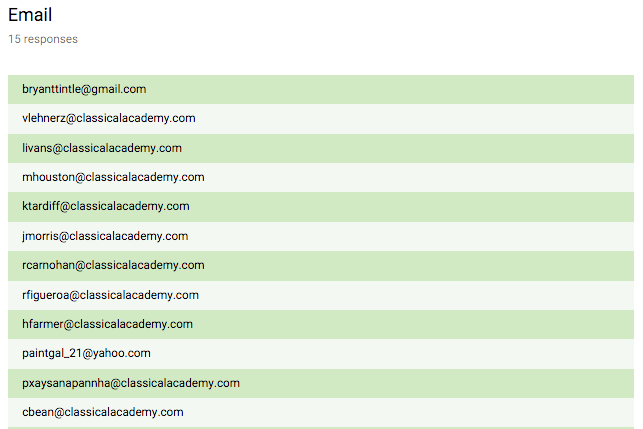 Email
15 responses
bryanttintle@gmail.com
vlehnerz@classicalacademy.com
livans@classicalacademy.com
mhouston@classicalacademy.com
ktardiff@classicalacademy.com
jmorris@classicalacademy.com
rcarnohan@classicalacademy.com
rfigueroa@classicalacademy.com
hfarmer@classicalacademy.com
paintgal_21@yahoo.com
pxaysanapannha@classicalacademy.com
cbean@classicalacademy.com